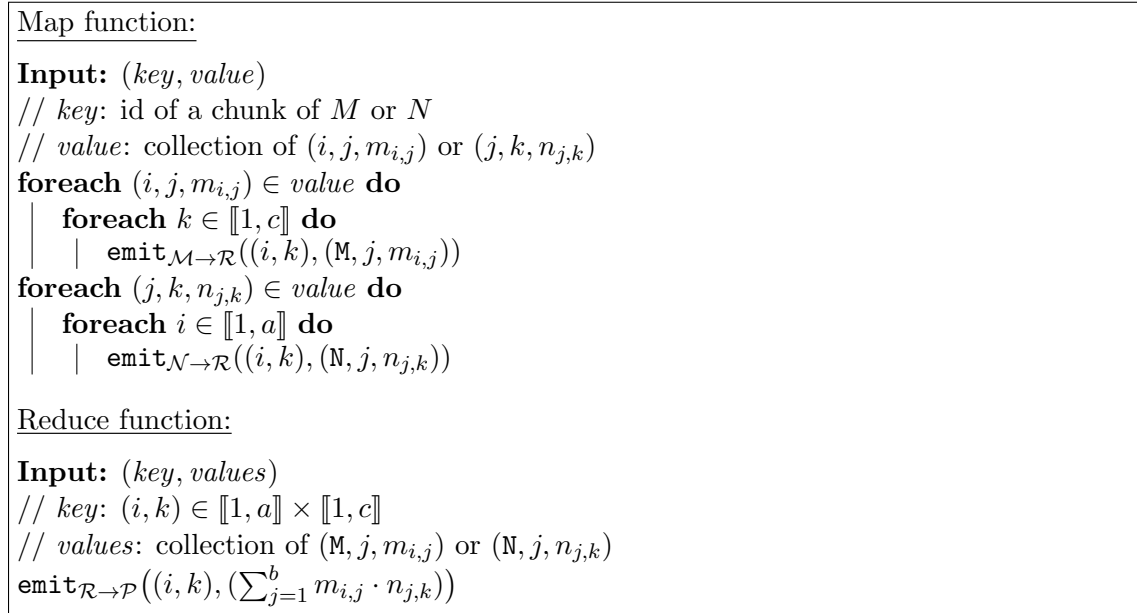 Map function:
Input: (key, value)
// key: id of a chunk of M or N
// value: collection of (i, j, m_{i,j}) or (j, k, n_{j,k})
foreach (i, j, m_{i,j}) ∈ value do
foreach k ∈ ⟦1, c⟧ do
emit_{ℳ→ℛ}((i, k), (M, j, m_{i,j}))
foreach (j, k, n_{j,k}) ∈ value do
foreach i ∈ ⟦1, a⟧ do
emit_{𝒩→ℛ}((i, k), (N, j, n_{j,k}))
Reduce function:
Input: (key, values)
// key: (i, k) ∈ ⟦1, a⟧ × ⟦1, c⟧
// values: collection of (M, j, m_{i,j}) or (N, j, n_{j,k})
emit_{ℛ→𝒫}((i, k), (∑_{j=1}^{b} m_{i,j} · n_{j,k}))